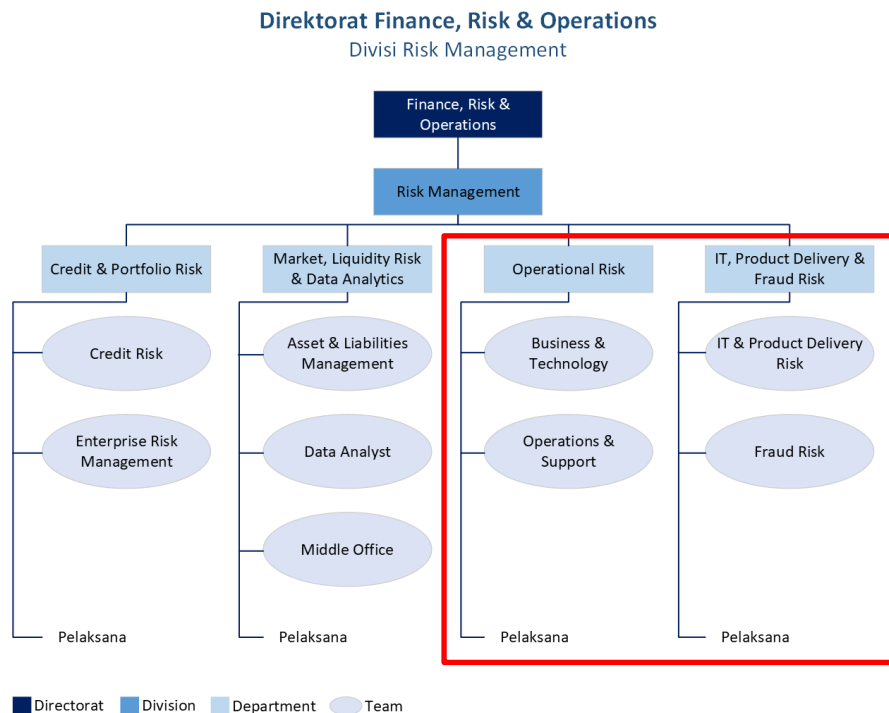 Direktorat Finance, Risk & Operations
Divisi Risk Management
Finance, Risk &
Operations
Risk Management
Credit & Portfolio Risk
Market, Liquidity Risk
& Data Analytics
Operational Risk
IT, Product Delivery &
Fraud Risk
Credit Risk
Asset & Liabilities
Management
Business &
Technology
IT & Product Delivery
Risk
Enterprise Risk
Management
Data Analyst
Operations &
Support
Fraud Risk
Middle Office
Pelaksana
Pelaksana
Pelaksana
Pelaksana
Directorat
Division
Department
Team